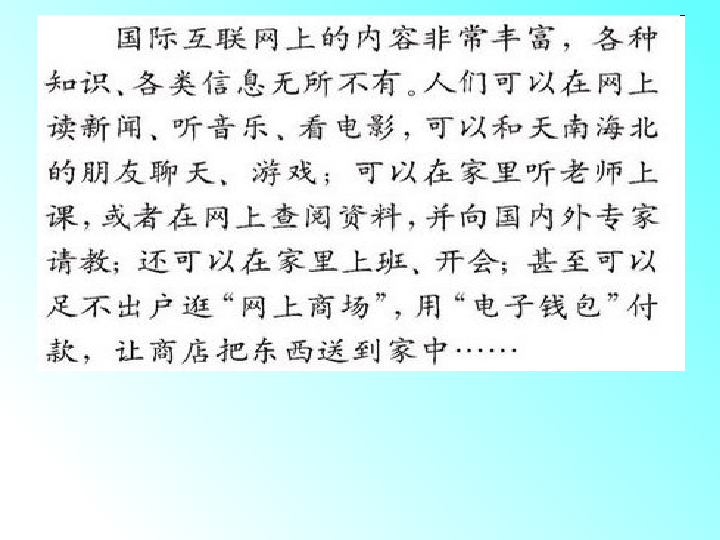 国际互联网上的内容非常丰富，各种
知识、各类信息无所不有。人们可以在网上
读新闻、听音乐、看电影，可以和天南海北
的朋友聊天、游戏；可以在家里听老师上
课，或者在网上查阅资料，并向国内外专家
请教；还可以在家里上班、开会；甚至可以
足不出户逛“网上商场”，用“电子钱包”付
款，让商店把东西送到家中……